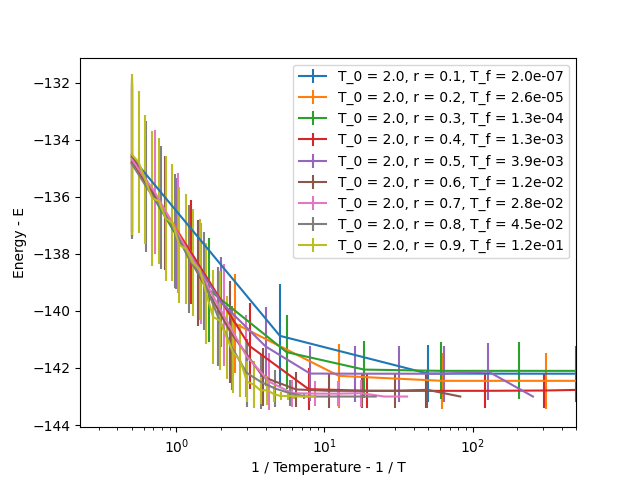 T_0 = 2.0, r = 0.1, T_f = 2.0e-07
T_0 = 2.0, r = 0.2, T_f = 2.6e-05
T_0 = 2.0, r = 0.3, T_f = 1.3e-04
T_0 = 2.0, r = 0.4, T_f = 1.3e-03
T_0 = 2.0, r = 0.5, T_f = 3.9e-03
T_0 = 2.0, r = 0.6, T_f = 1.2e-02
T_0 = 2.0, r = 0.7, T_f = 2.8e-02
T_0 = 2.0, r = 0.8, T_f = 4.5e-02
T_0 = 2.0, r = 0.9, T_f = 1.2e-01
Energy - E
−132
−134
−136
−138
−140
−142
−144
10⁰ 10¹ 10²
1 / Temperature - 1 / T